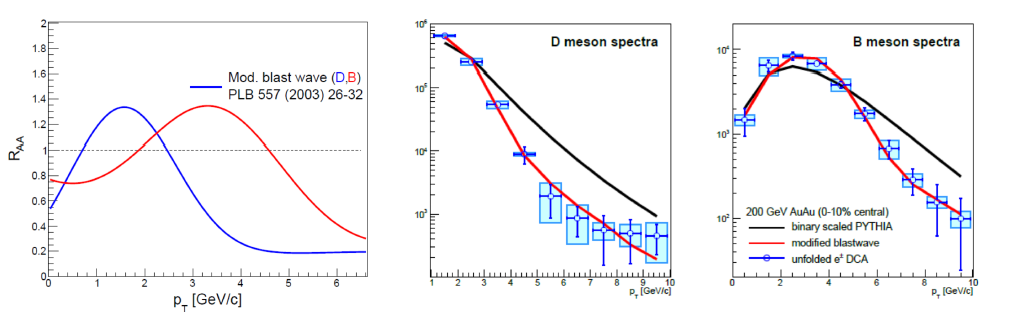 2
1.8
1.6
1.4
1.2
1
0.8
0.6
0.4
0.2
0
R_AA
Mod. blast wave (D,B)
PLB 557 (2003) 26-32
0 1 2 3 4 5 6
p_T [GeV/c]
D meson spectra
10^6
10^5
10^4
10^3
1 2 3 4 5 6 7 8 9 10
p_T [GeV/c]
B meson spectra
10^4
10^3
10^2
200 GeV AuAu (0-10% central)
binary scaled PYTHIA
modified blastwave
unfolded e^± DCA
0 1 2 3 4 5 6 7 8 9 10
p_T [GeV/c]